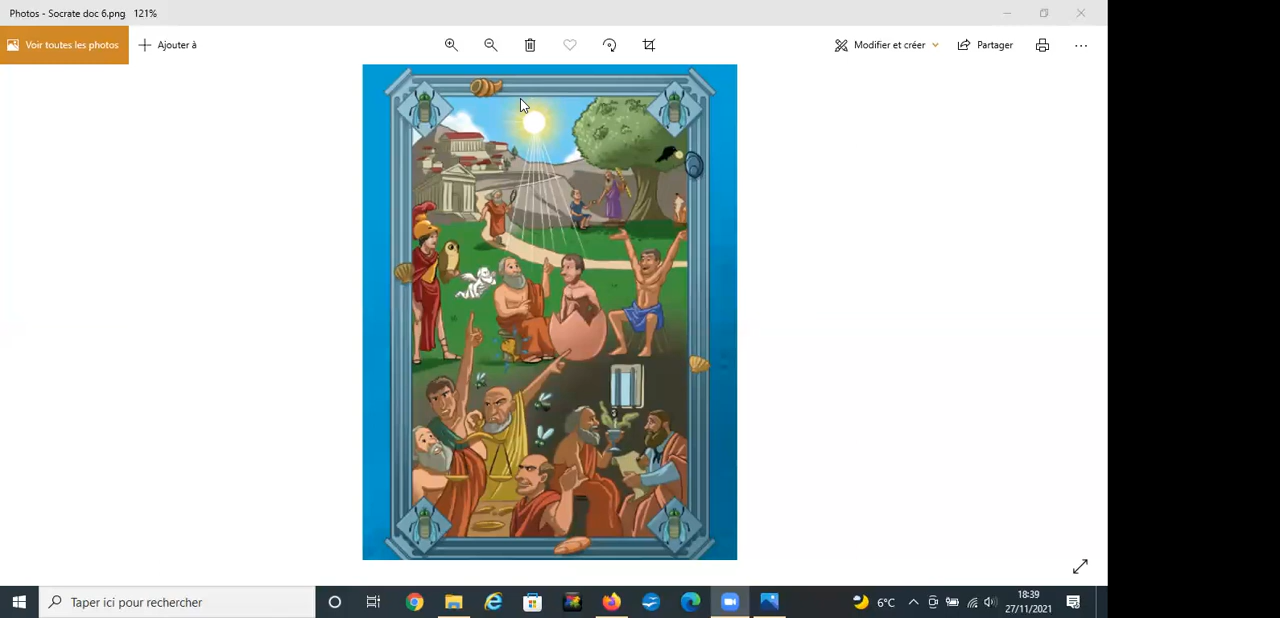 Photos - Socrate doc 6.png 121%
Voir toutes les photos
Ajouter à
Modifier et créer
Partager
Taper ici pour rechercher
6°C
18:39
27/11/2021